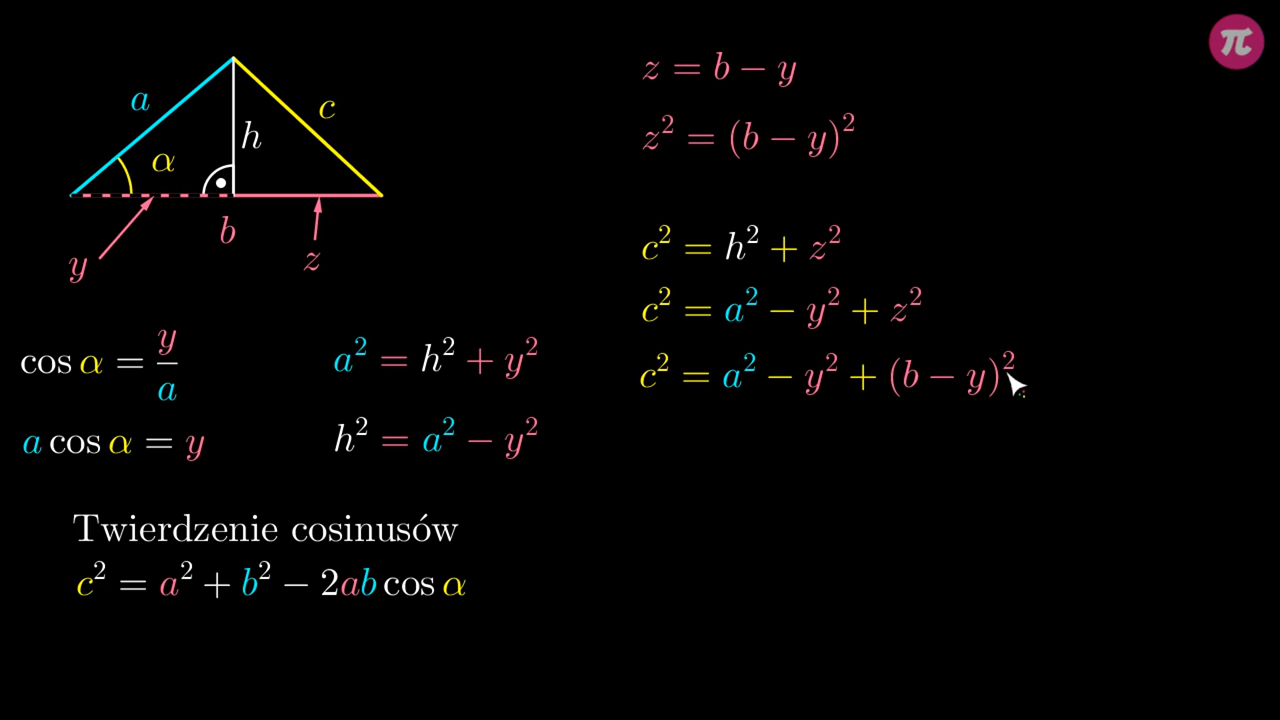 a
c
h
α
b
y
z
cos α = y/a
a cos α = y
a² = h² + y²
h² = a² − y²
Twierdzenie cosinusów
c² = a² + b² − 2ab cos α
z = b − y
z² = (b − y)²
c² = h² + z²
c² = a² − y² + z²
c² = a² − y² + (b − y)²
π